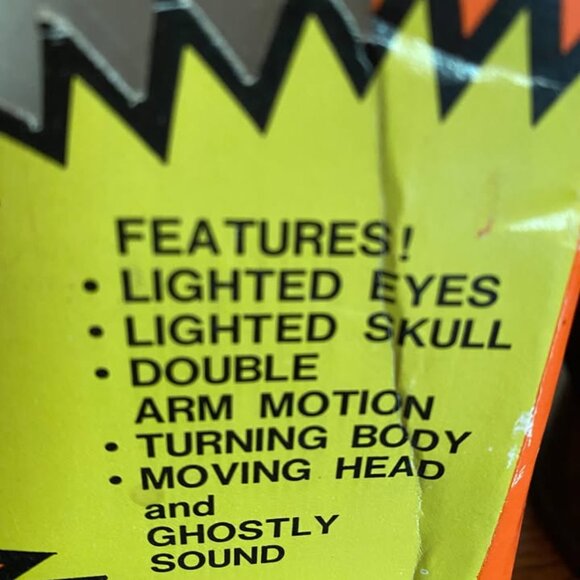 FEATURES!
• LIGHTED EYES
• LIGHTED SKULL
• DOUBLE
ARM MOTION
• TURNING BODY
• MOVING HEAD
and
GHOSTLY
SOUND